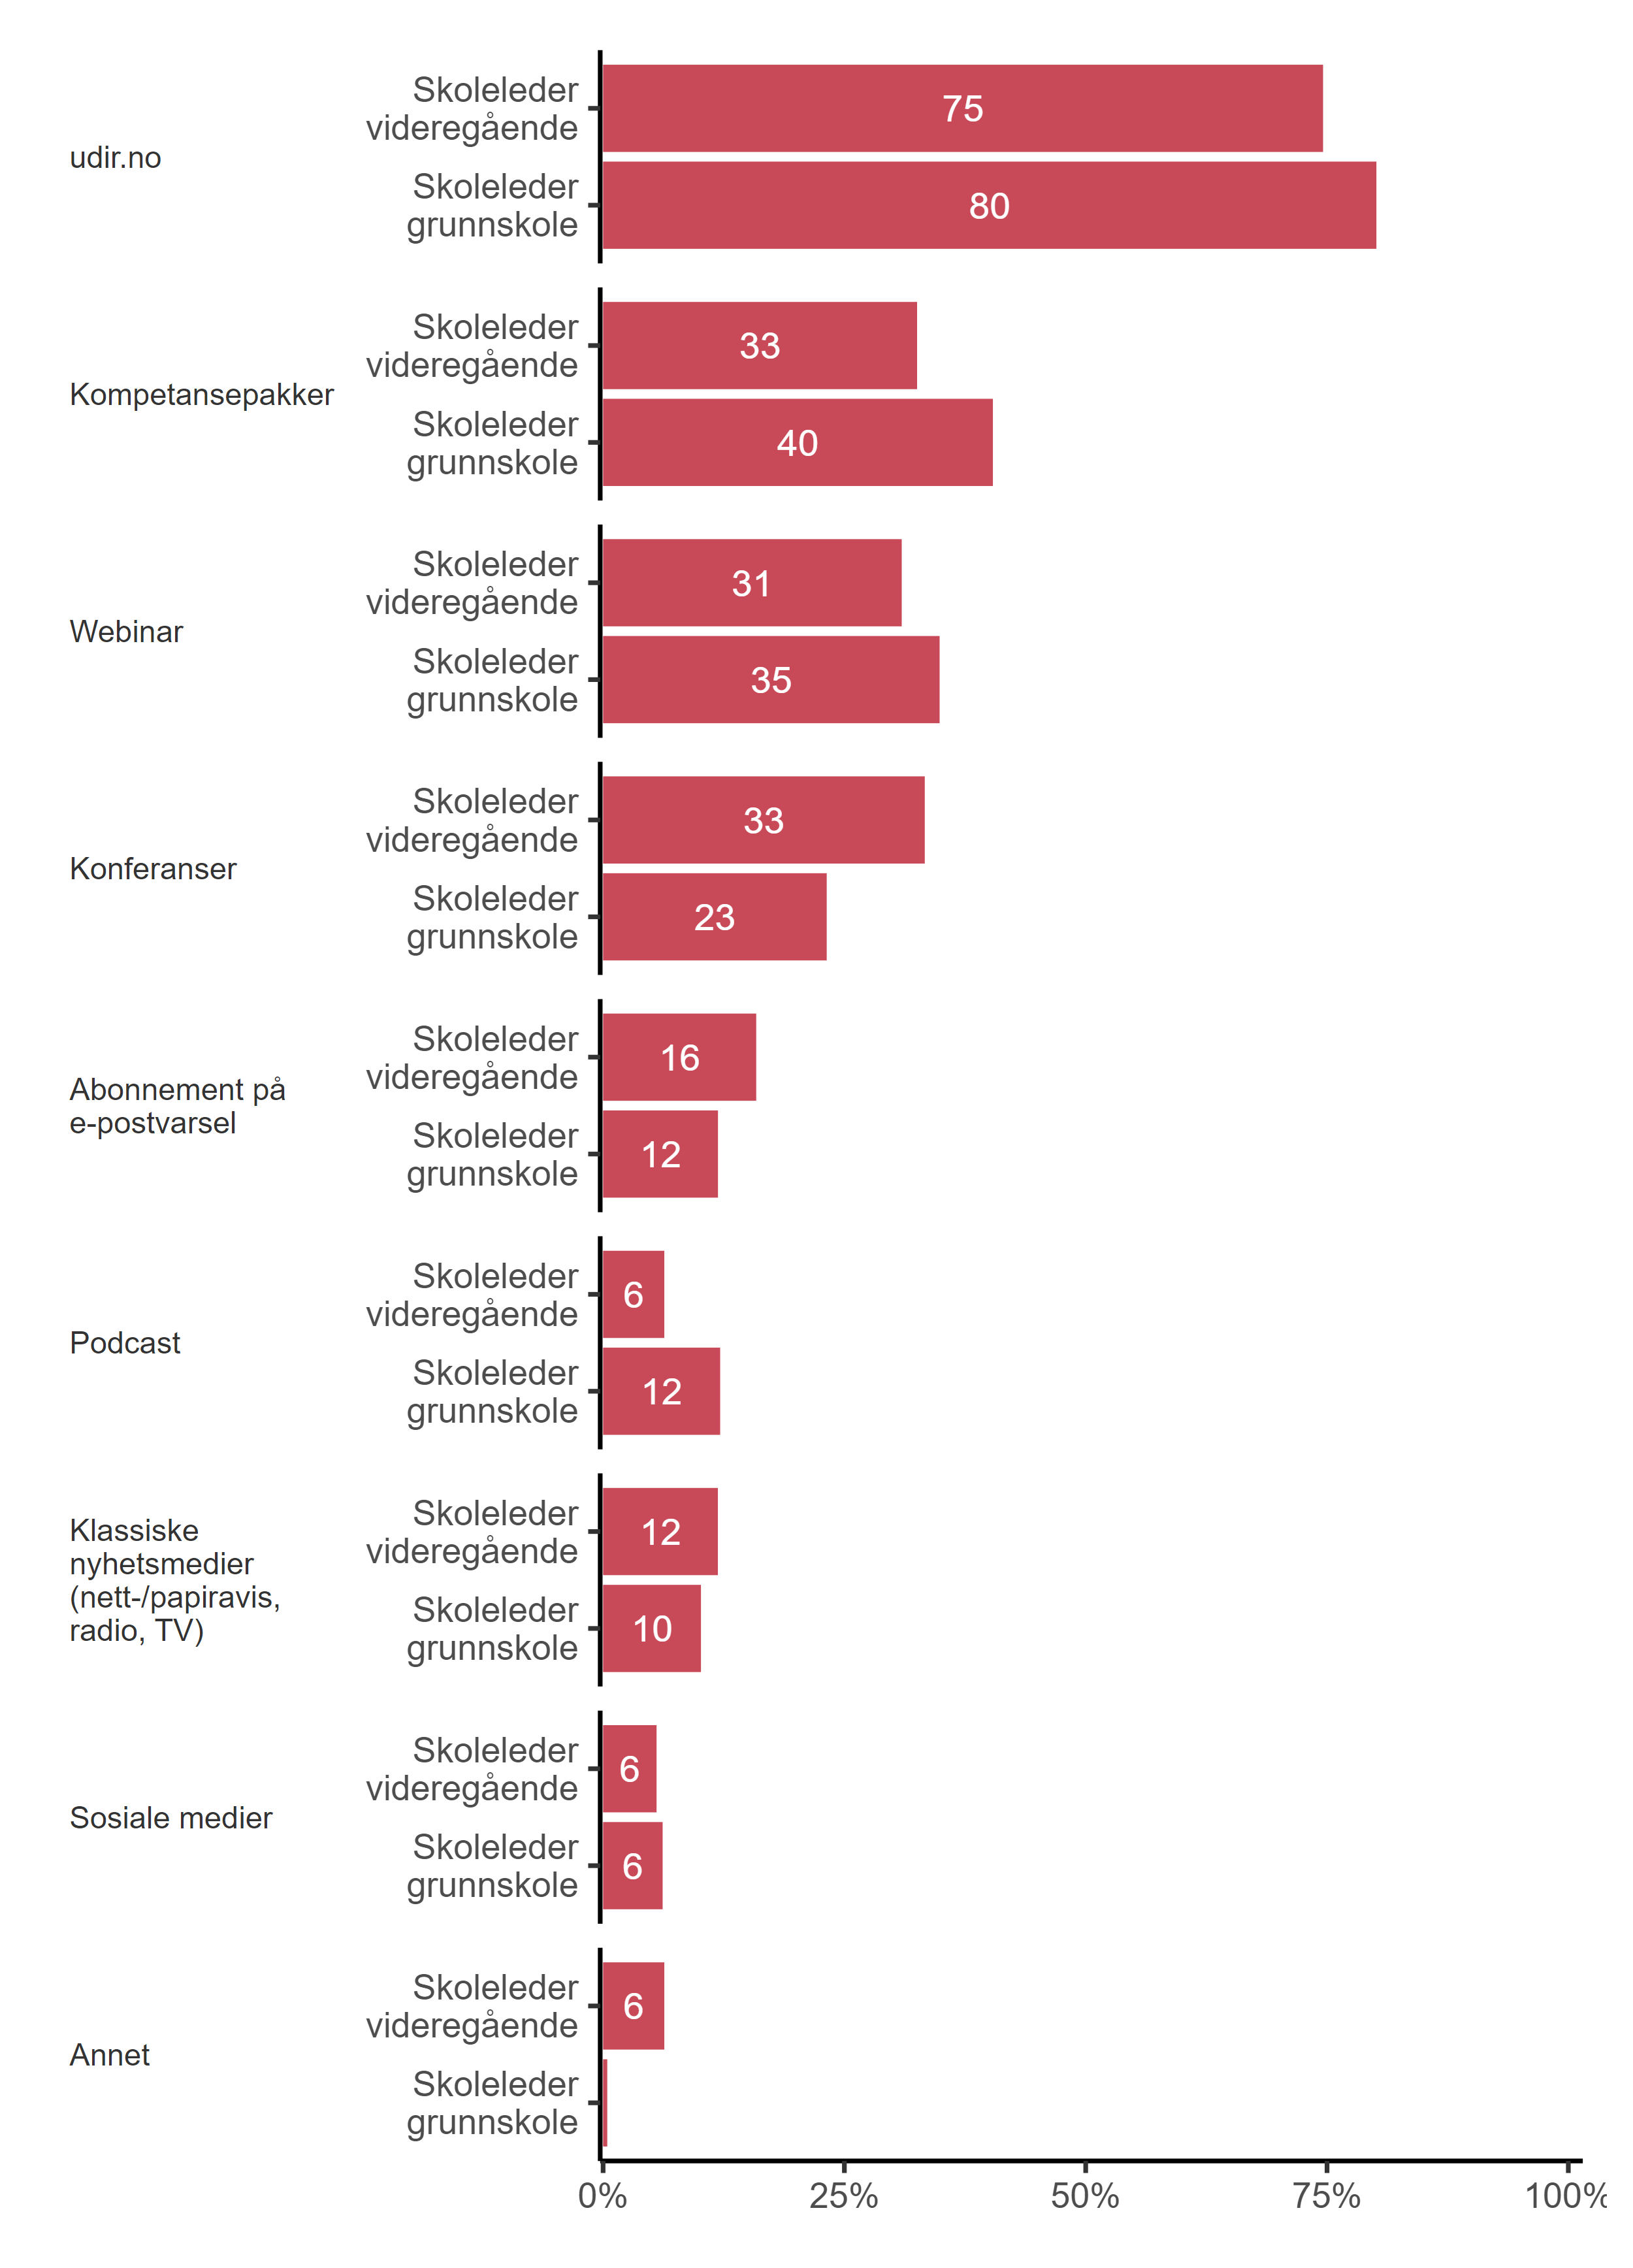 udir.no
Skoleleder
videregående
75
Skoleleder
grunnskole
80
Kompetansepakker
Skoleleder
videregående
33
Skoleleder
grunnskole
40
Webinar
Skoleleder
videregående
31
Skoleleder
grunnskole
35
Konferanser
Skoleleder
videregående
33
Skoleleder
grunnskole
23
Abonnement på
e-postvarsel
Skoleleder
videregående
16
Skoleleder
grunnskole
12
Podcast
Skoleleder
videregående
6
Skoleleder
grunnskole
12
Klassiske
nyhetsmedier
(nett-/papiravis,
radio, TV)
Skoleleder
videregående
12
Skoleleder
grunnskole
10
Sosiale medier
Skoleleder
videregående
6
Skoleleder
grunnskole
6
Annet
Skoleleder
videregående
6
Skoleleder
grunnskole
0% 25% 50% 75% 100%